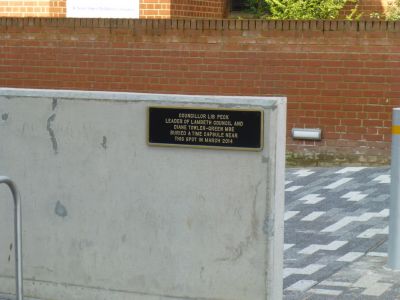 COUNCILLOR LIB PECK
LEADER OF LAMBETH COUNCIL AND
DIANE TOWLER-GREEN MBE
BURIED A TIME CAPSULE NEAR
THIS SPOT IN MARCH 2014